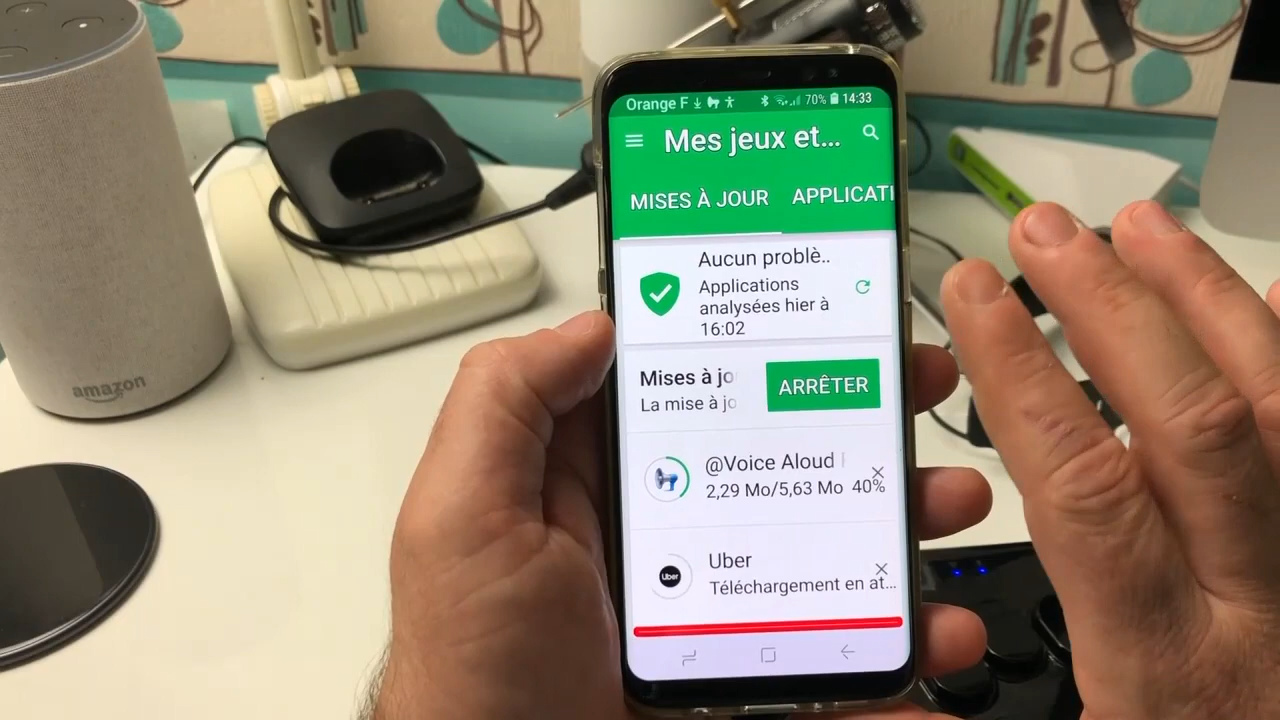 amazon
Orange F 70% 14:33
Mes jeux et...
MISES À JOUR APPLICATI
Aucun problè..
Applications
analysées hier à
16:02
Mises à jo
La mise à jo
ARRÊTER
@Voice Aloud
2,29 Mo/5,63 Mo 40%
Uber
Uber
Téléchargement en at...